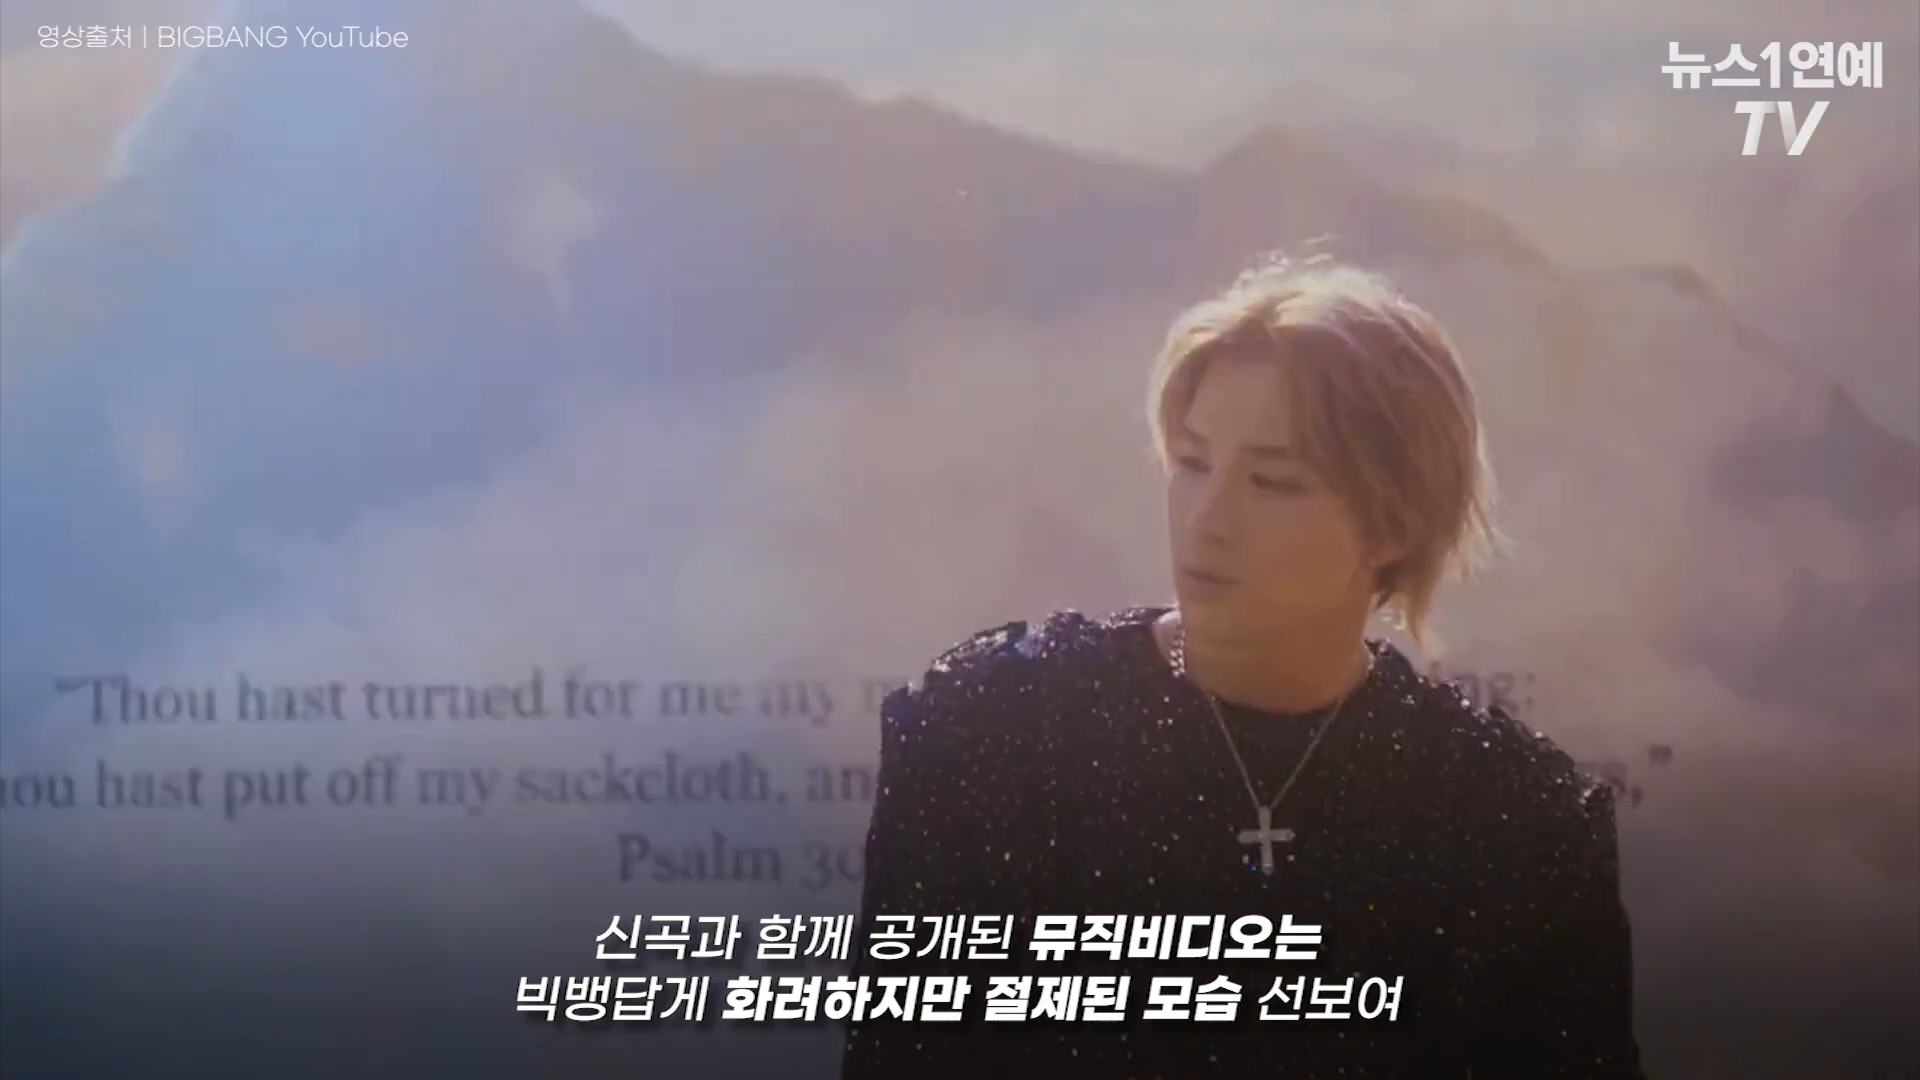 영상출처 | BIGBANG YouTube
뉴스1연예
TV
"Thou hast turned for me my
hast put off my sackcloth,
Psalm
신곡과 함께 공개된 뮤직비디오는
빅뱅답게 화려하지만 절제된 모습 선보여